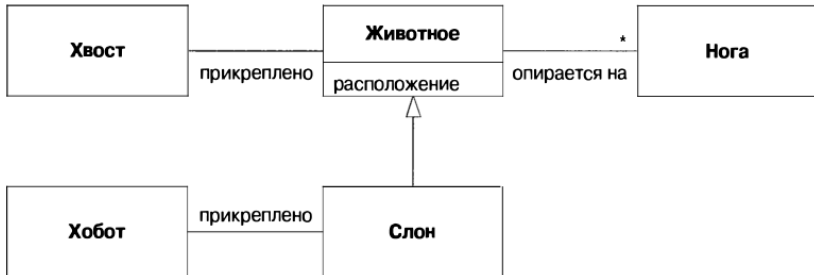 Хвост
прикреплено
Животное
расположение
*
опирается на
Нога
Хобот
прикреплено
Слон